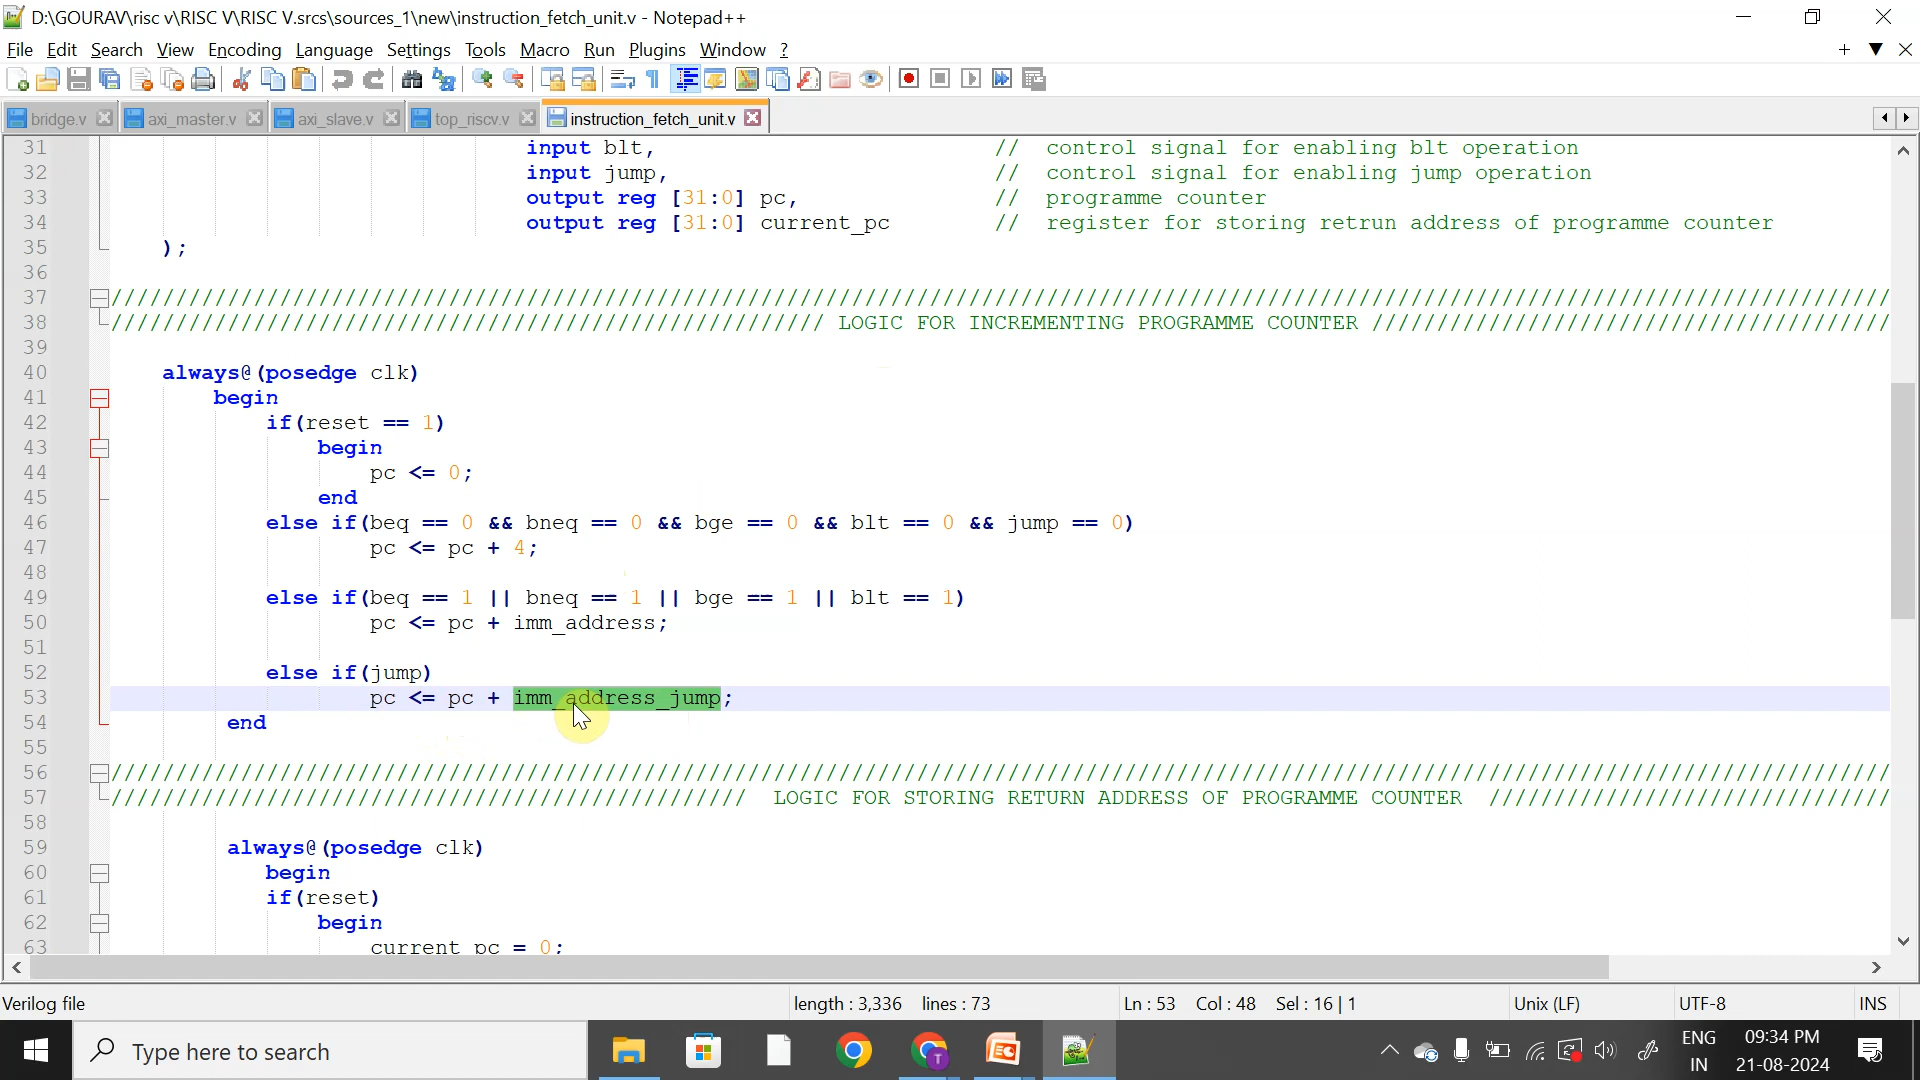 D:\GOURAV\risc v\RISC V\RISC V.srcs\sources_1\new\instruction_fetch_unit.v - Notepad++
File Edit Search View Encoding Language Settings Tools Macro Run Plugins Window ?
bridge.v axi_master.v axi_slave.v top_riscv.v instruction_fetch_unit.v
31 input blt, // control signal for enabling blt operation
32 input jump, // control signal for enabling jump operation
33 output reg [31:0] pc, // programme counter
34 output reg [31:0] current_pc // register for storing retrun address of programme counter
35 );
36
37 ////////////////////////////////////////////////////////////////////////////////////////////////////////////////////////////////////////
38 /////////////////////////////////////////////////////// LOGIC FOR INCREMENTING PROGRAMME COUNTER ////////////////////////////////////////
39
40 always@(posedge clk)
41 begin
42 if(reset == 1)
43 begin
44 pc <= 0;
45 end
46 else if(beq == 0 && bneq == 0 && bge == 0 && blt == 0 && jump == 0)
47 pc <= pc + 4;
48
49 else if(beq == 1 || bneq == 1 || bge == 1 || blt == 1)
50 pc <= pc + imm_address;
51
52 else if(jump)
53 pc <= pc + imm_address_jump;
54 end
55
56 ////////////////////////////////////////////////////////////////////////////////////////////////////////////////////////////////////////
57 ///////////////////////////////////////////////// LOGIC FOR STORING RETURN ADDRESS OF PROGRAMME COUNTER ///////////////////////////////
58
59 always@(posedge clk)
60 begin
61 if(reset)
62 begin
63 current_pc = 0;
Verilog file length : 3,336 lines : 73 Ln : 53 Col : 48 Sel : 16 | 1 Unix (LF) UTF-8 INS
Type here to search
ENG
IN
09:34 PM
21-08-2024